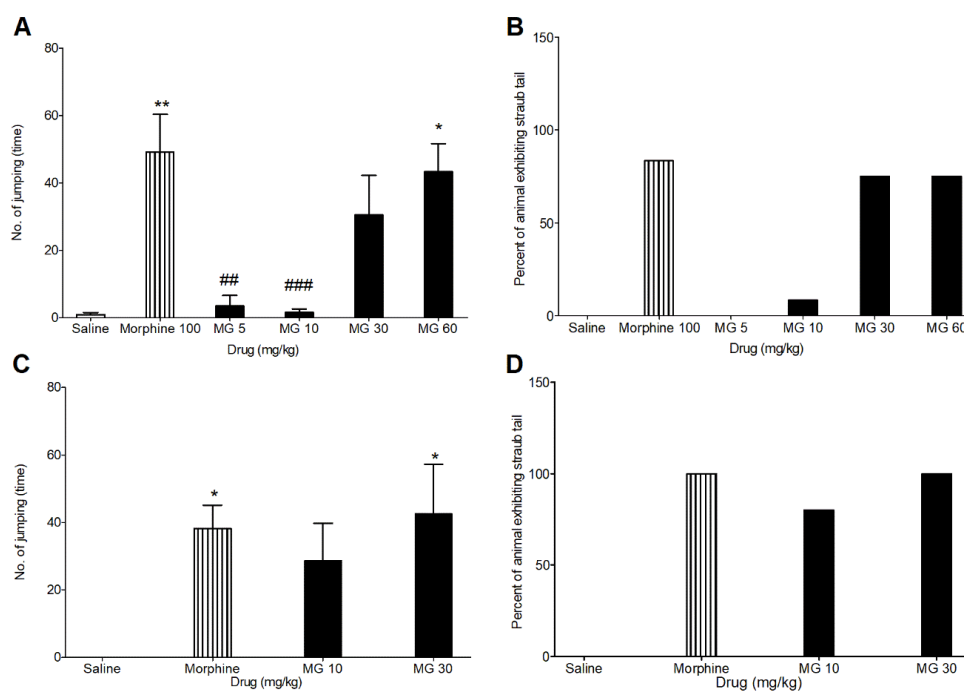 A
80
60
40
20
0
No. of jumping (time)
**
##
###
*
Saline Morphine 100 MG 5 MG 10 MG 30 MG 60
Drug (mg/kg)
B
150
100
50
0
Percent of animal exhibiting straub tail
Saline Morphine 100 MG 5 MG 10 MG 30 MG 60
Drug (mg/kg)
C
80
60
40
20
0
No. of jumping (time)
*
*
Saline Morphine MG 10 MG 30
Drug (mg/kg)
D
150
100
50
0
Percent of animal exhibiting straub tail
Saline Morphine MG 10 MG 30
Drug (mg/kg)